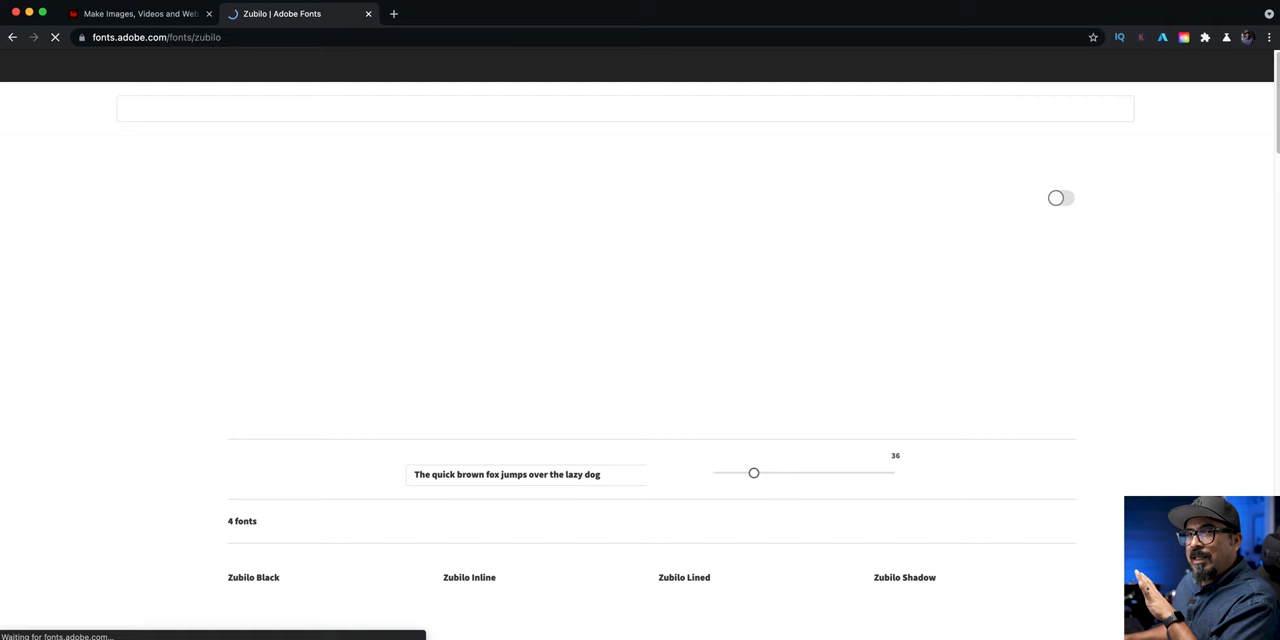 Make Images, Videos and Web
Zubilo | Adobe Fonts
fonts.adobe.com/fonts/zubilo
IQ
K
36
The quick brown fox jumps over the lazy dog
4 fonts
Zubilo Black
Zubilo Inline
Zubilo Lined
Zubilo Shadow
Waiting for fonts.adobe.com...